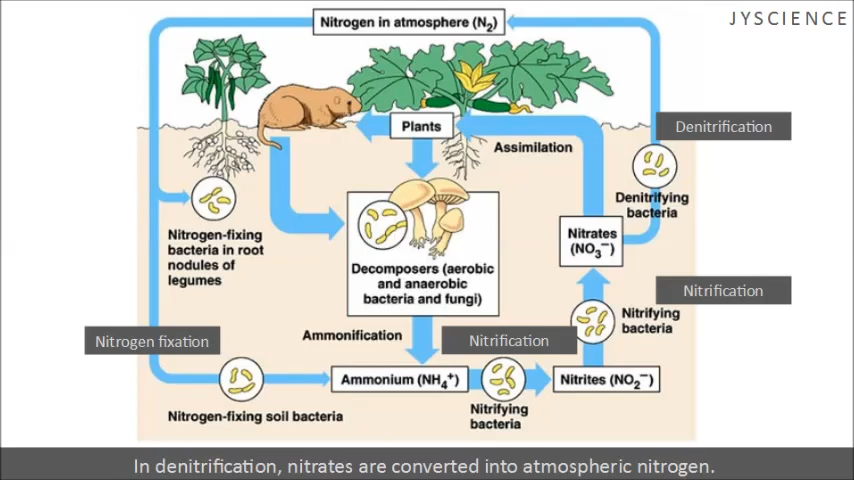 Nitrogen in atmosphere (N2)
JYSCIENCE
Plants
Denitrification
Assimilation
Denitrifying
bacteria
Nitrogen-fixing
bacteria in root
nodules of
legumes
Nitrates
(NO3−)
Decomposers (aerobic
and anaerobic
bacteria and fungi)
Nitrification
Nitrifying
bacteria
Nitrogen fixation
Ammonification
Nitrification
Ammonium (NH4+)
Nitrites (NO2−)
Nitrogen-fixing soil bacteria
Nitrifying
bacteria
In denitrification, nitrates are converted into atmospheric nitrogen.